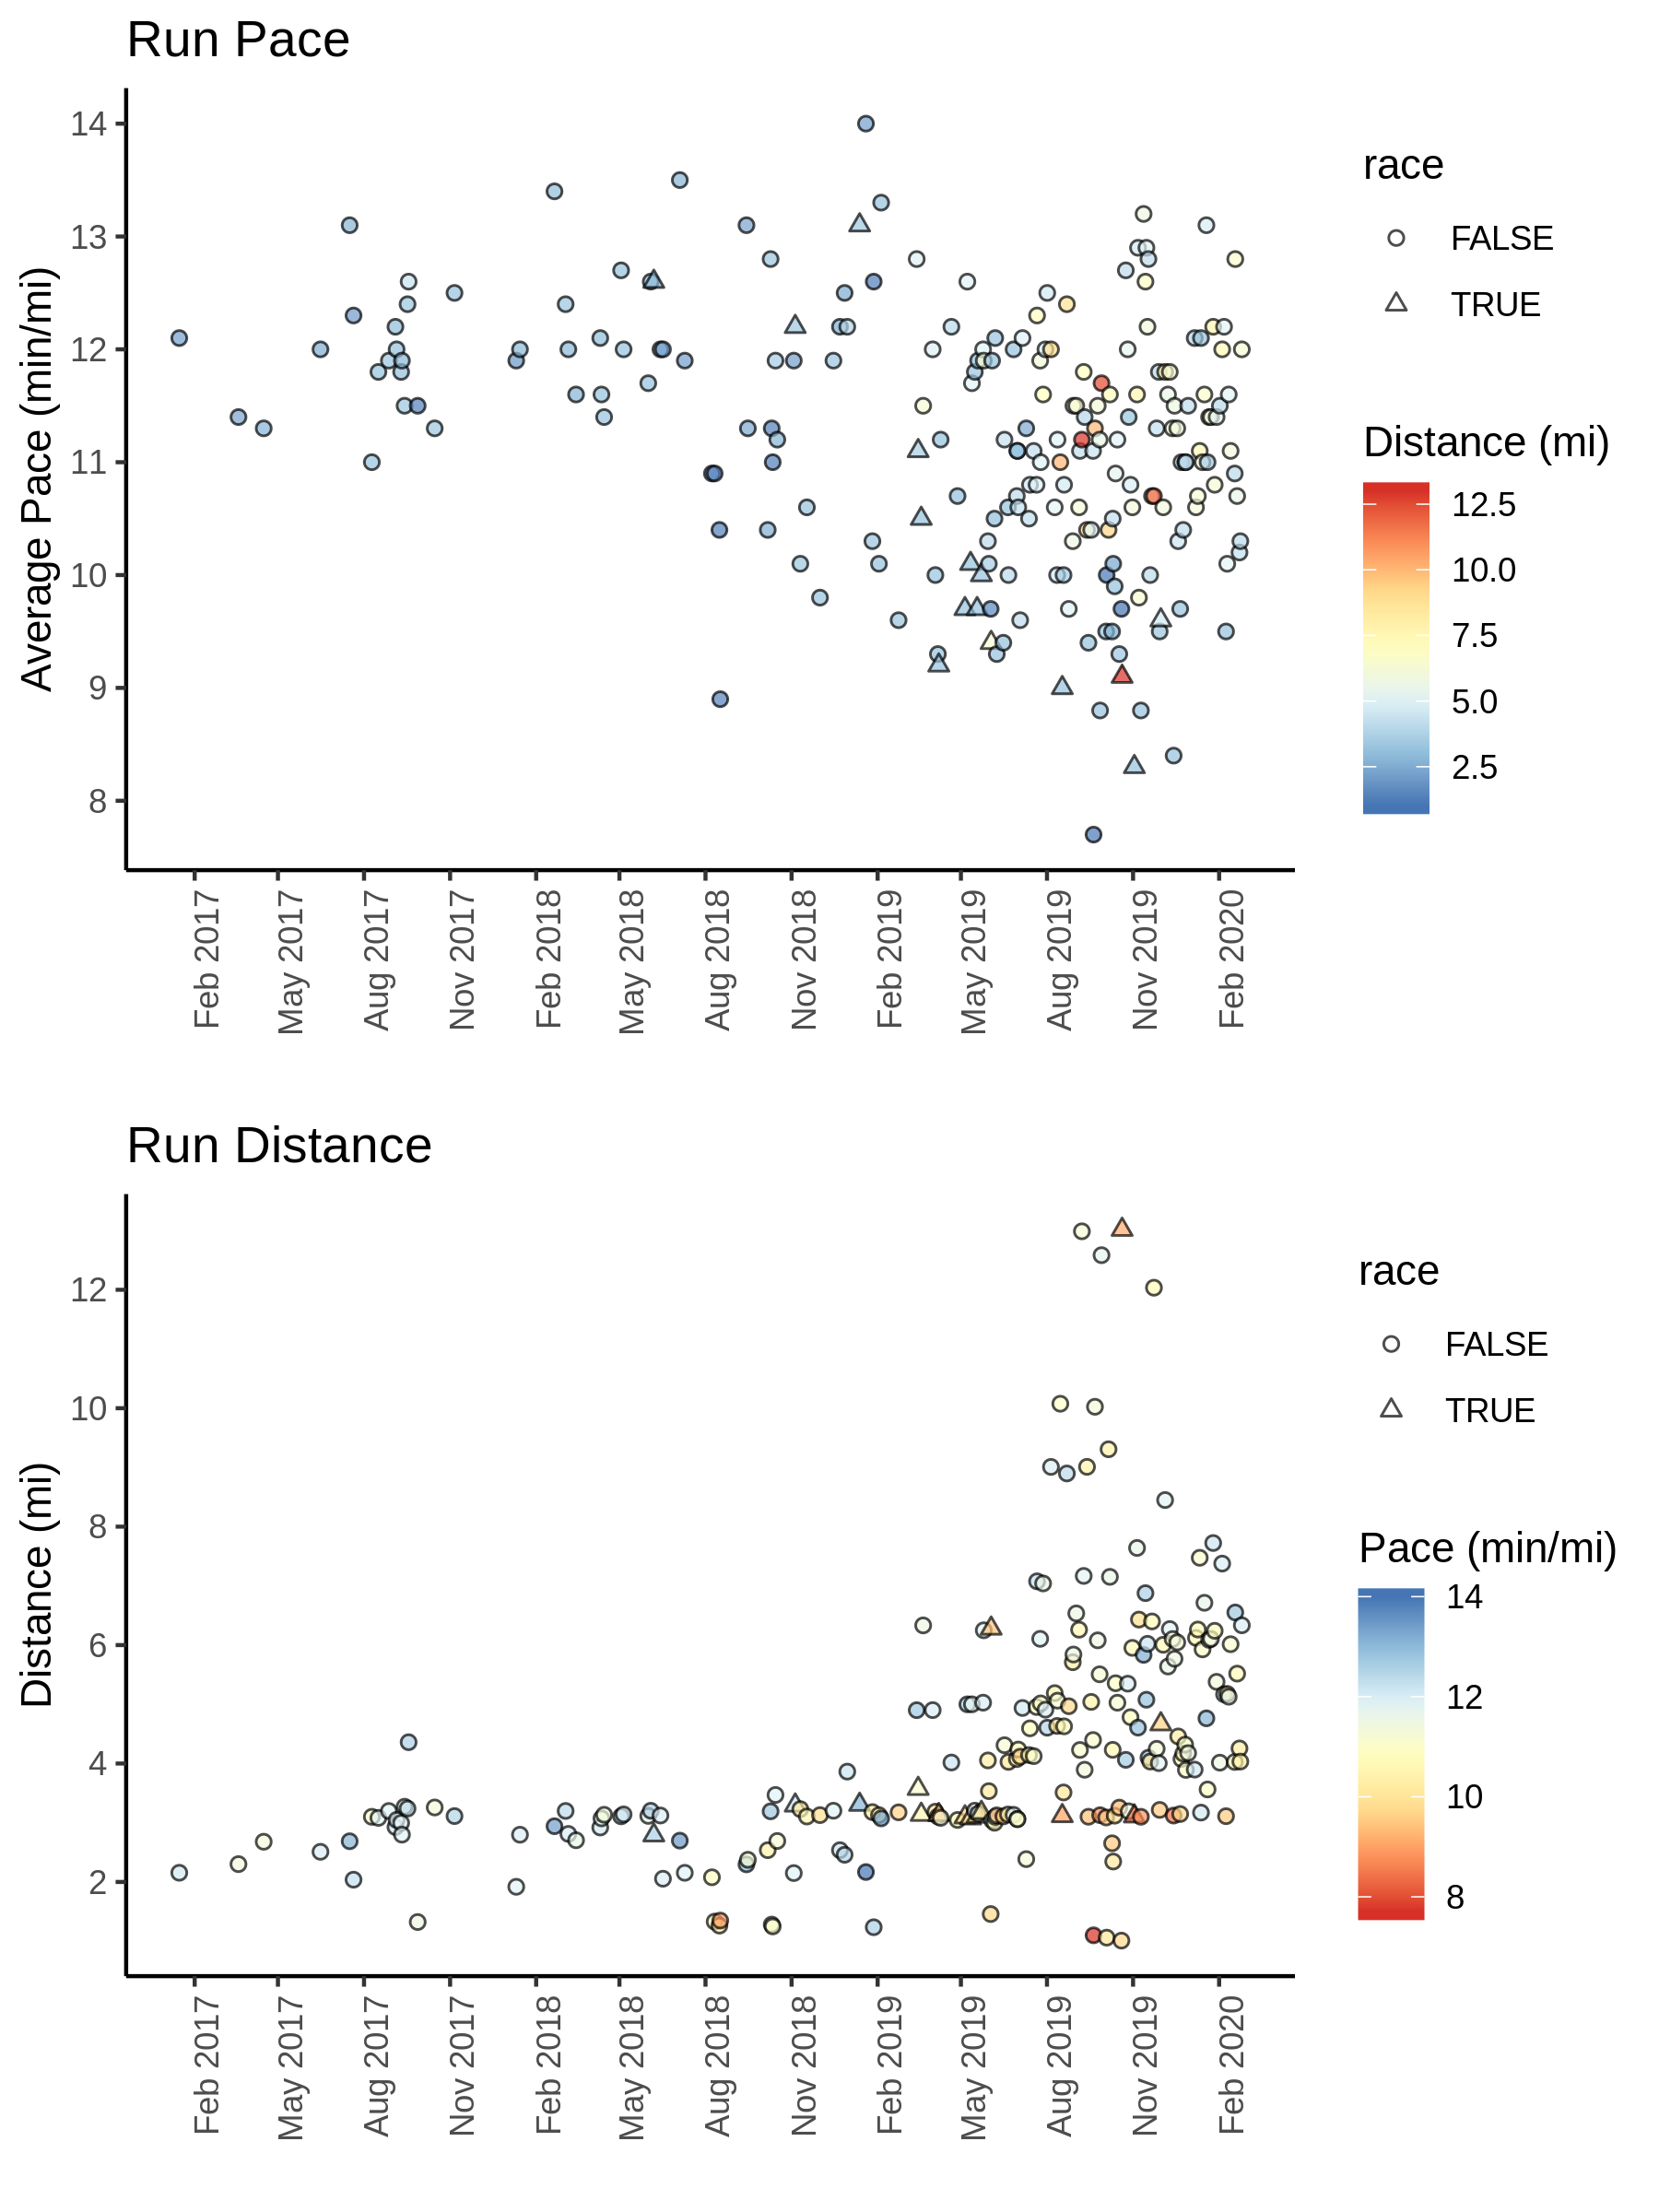 Run Pace
14
13
12
11
10
9
8
Average Pace (min/mi)
Feb 2017
May 2017
Aug 2017
Nov 2017
Feb 2018
May 2018
Aug 2018
Nov 2018
Feb 2019
May 2019
Aug 2019
Nov 2019
Feb 2020
race
FALSE
TRUE
Distance (mi)
12.5
10.0
7.5
5.0
2.5
Run Distance
12
10
8
6
4
2
Distance (mi)
Feb 2017
May 2017
Aug 2017
Nov 2017
Feb 2018
May 2018
Aug 2018
Nov 2018
Feb 2019
May 2019
Aug 2019
Nov 2019
Feb 2020
race
FALSE
TRUE
Pace (min/mi)
14
12
10
8